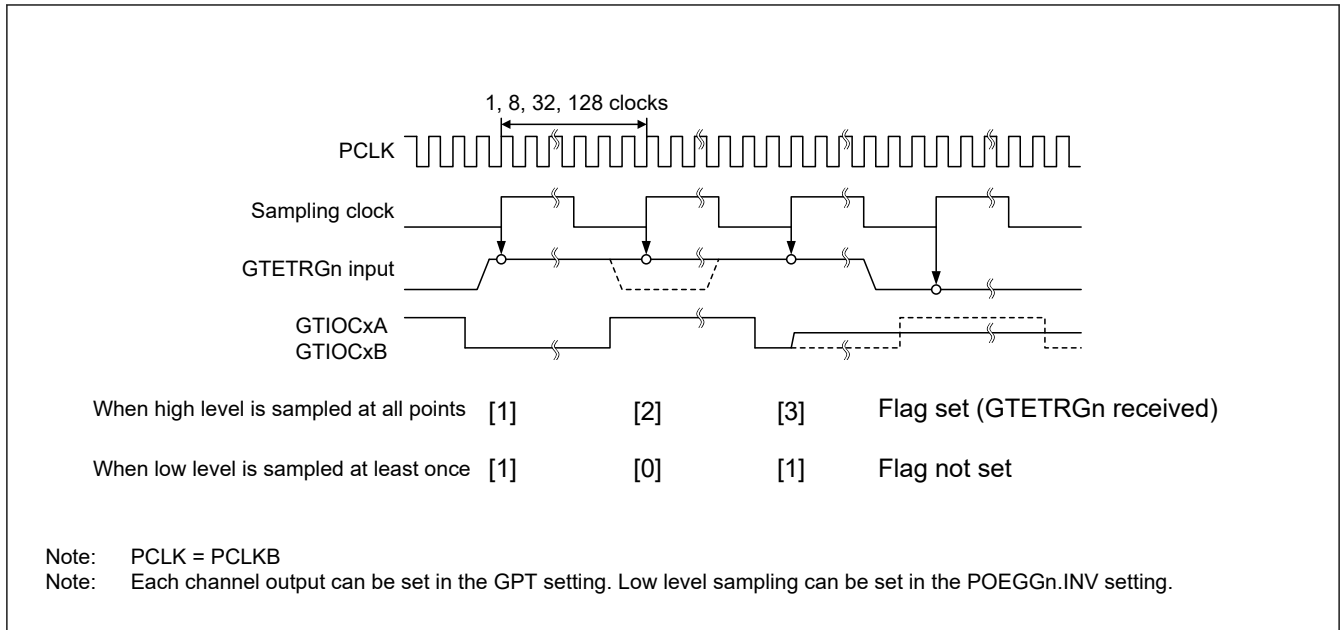 1, 8, 32, 128 clocks
PCLK
Sampling clock
GTETRGn input
GTIOCxA
GTIOCxB
When high level is sampled at all points [1] [2] [3] Flag set (GTETRGn received)
When low level is sampled at least once [1] [0] [1] Flag not set
Note: PCLK = PCLKB
Note: Each channel output can be set in the GPT setting. Low level sampling can be set in the POEGGn.INV setting.